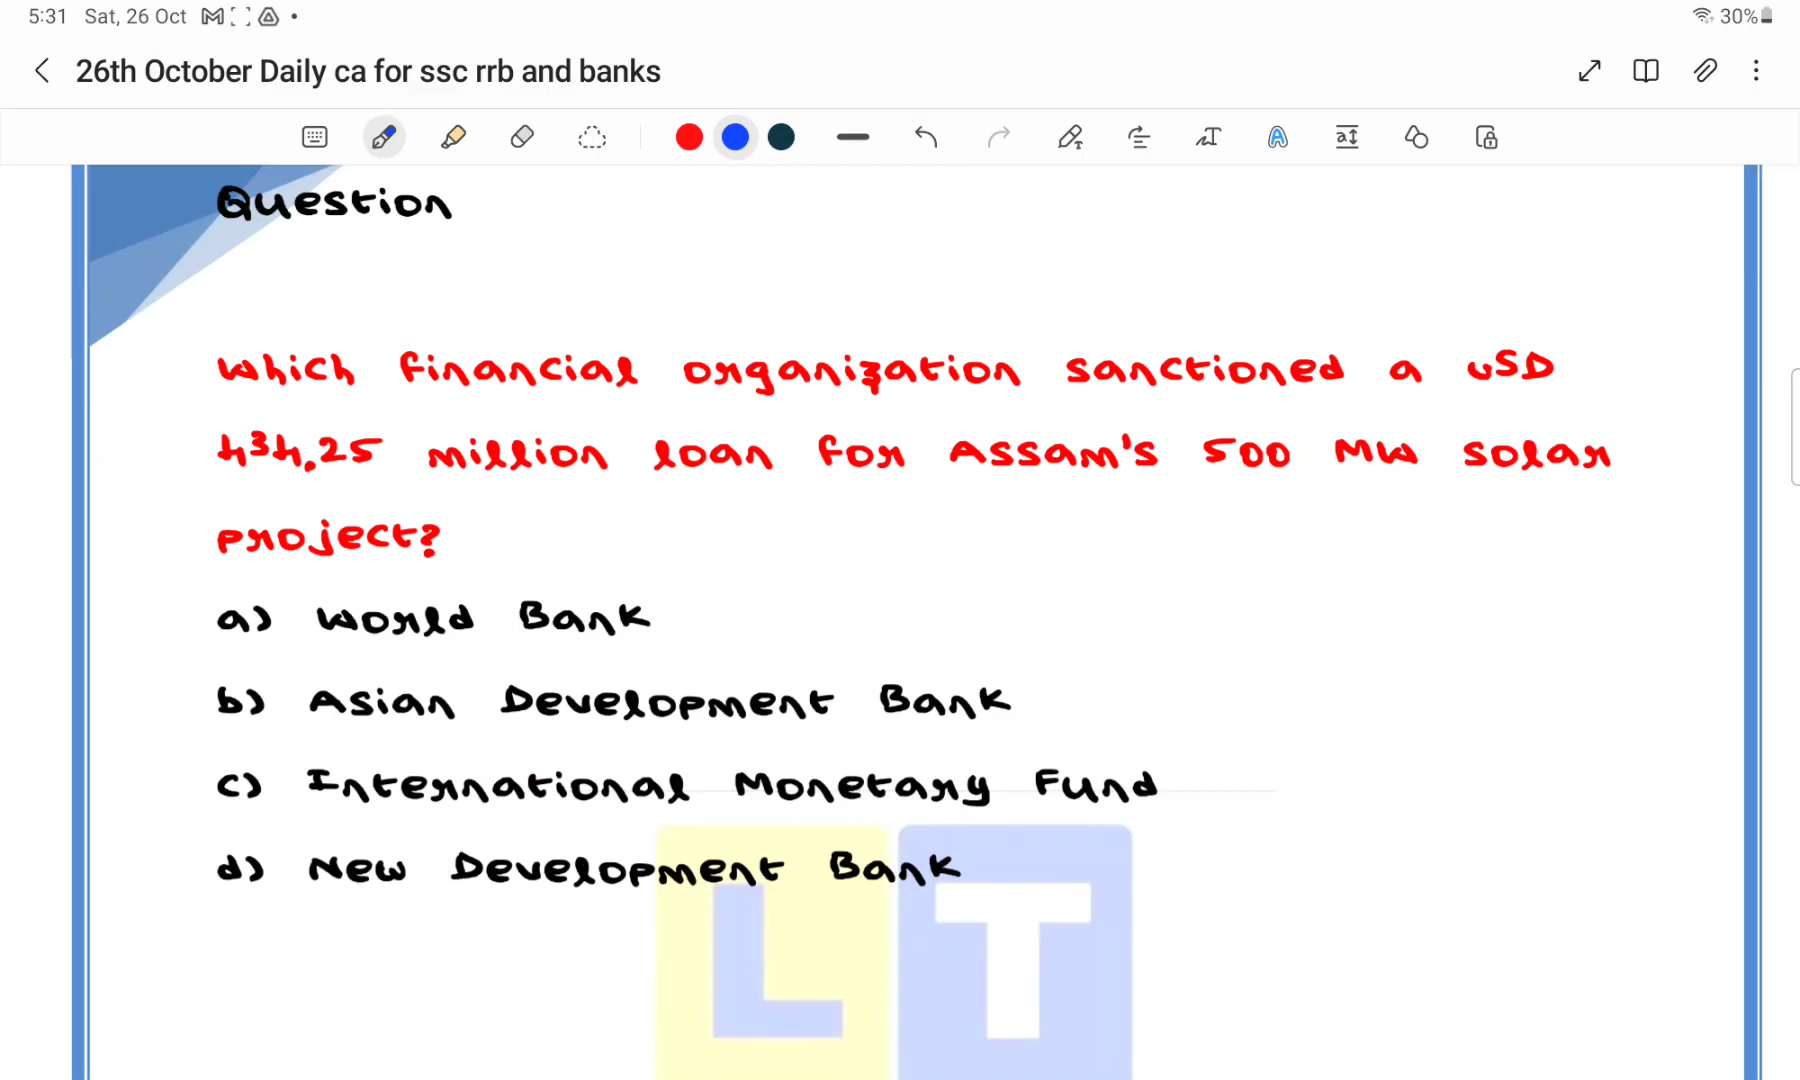 5:31 Sat, 26 Oct
30%
26th October Daily ca for ssc rrb and banks
Question
Which financial organization sanctioned a USD
434.25 million loan for Assam's 500 MW solar
project?
a) World Bank
b) Asian Development Bank
c) International Monetary Fund
d) New Development Bank
L T